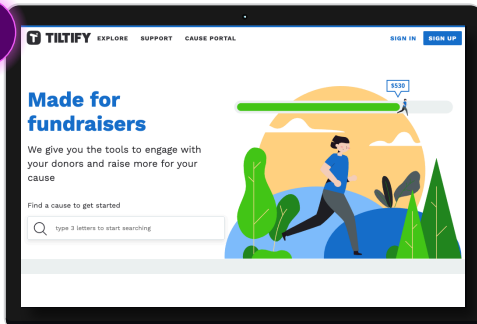 TILTIFY EXPLORE SUPPORT CAUSE PORTAL SIGN IN SIGN UP
$530
Made for
fundraisers
We give you the tools to engage with
your donors and raise more for your
cause
Find a cause to get started
type 3 letters to start searching